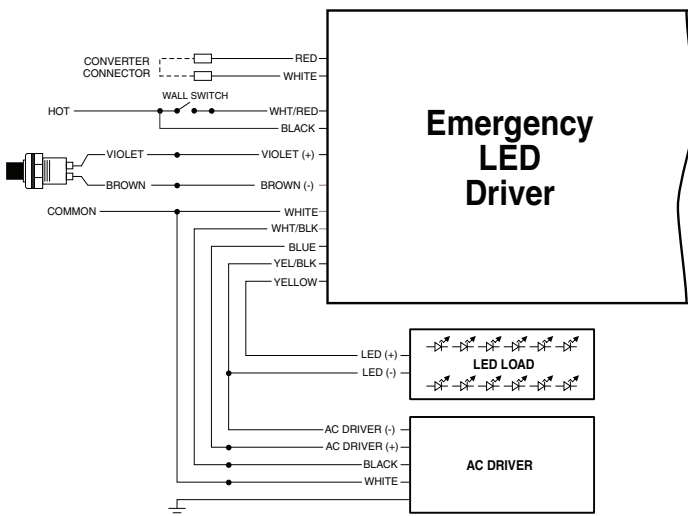 CONVERTER
CONNECTOR
RED
WHITE
WALL SWITCH
HOT
WHT/RED
BLACK
VIOLET
VIOLET (+)
BROWN
BROWN (-)
COMMON
WHITE
WHT/BLK
BLUE
YEL/BLK
YELLOW
Emergency
LED
Driver
LED (+)
LED (-)
LED LOAD
AC DRIVER (-)
AC DRIVER (+)
BLACK
WHITE
AC DRIVER